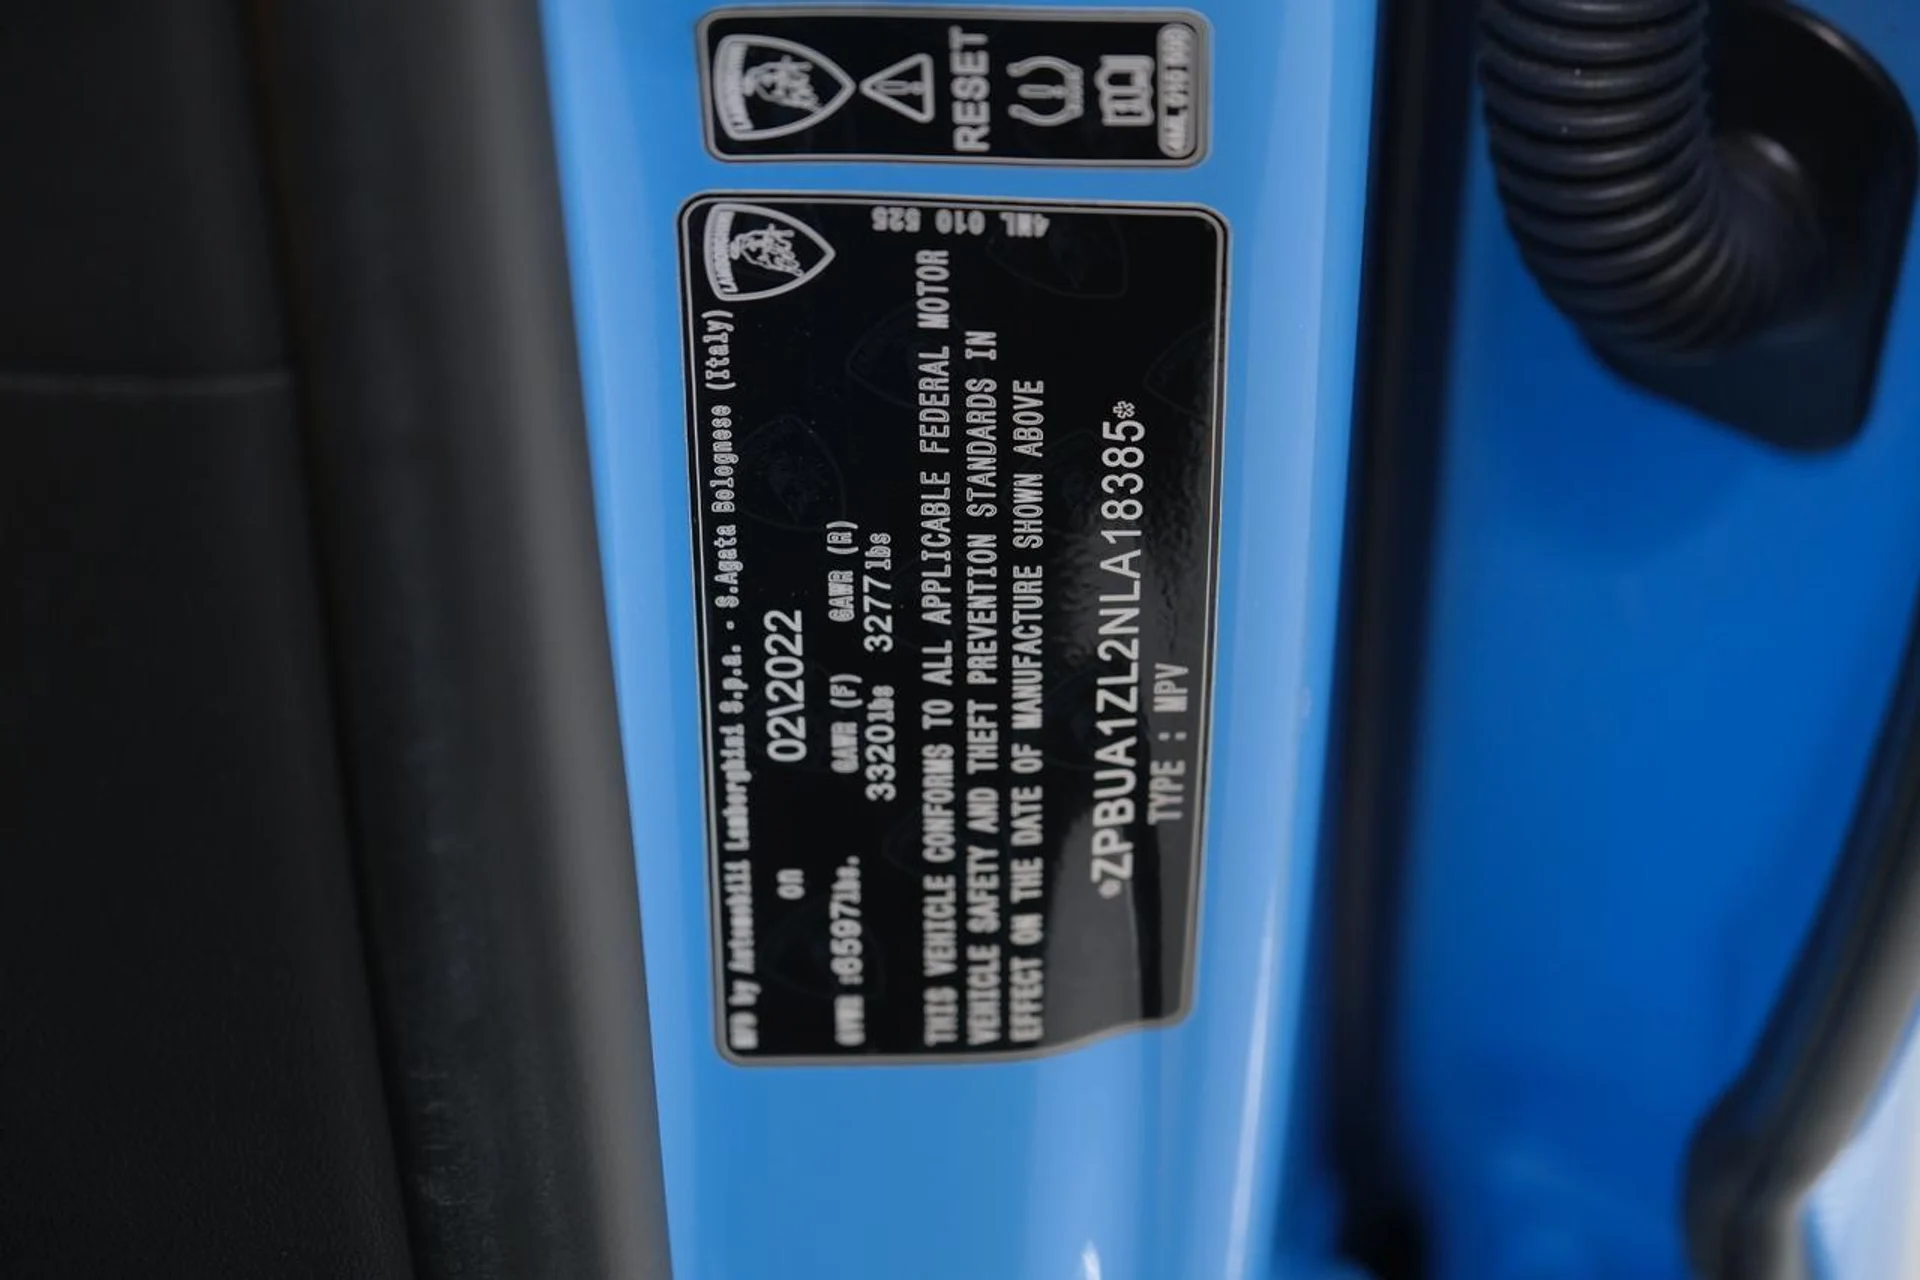 LAMBORGHINI
RESET
LAMBORGHINI
4ML 010 525
MFD by Automobili Lamborghini S.p.a. - S.Agata Bolognese (Italy)
on 02\2022
GVWR :6597lbs. GAWR (F) GAWR (R)
3320lbs 3277lbs
THIS VEHICLE CONFORMS TO ALL APPLICABLE FEDERAL MOTOR
VEHICLE SAFETY AND THEFT PREVENTION STANDARDS IN
EFFECT ON THE DATE OF MANUFACTURE SHOWN ABOVE
*ZPBUA1ZL2NLA18385*
TYPE : MPV